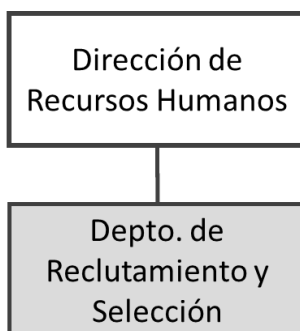 Dirección de
Recursos Humanos
Depto. de
Reclutamiento y
Selección